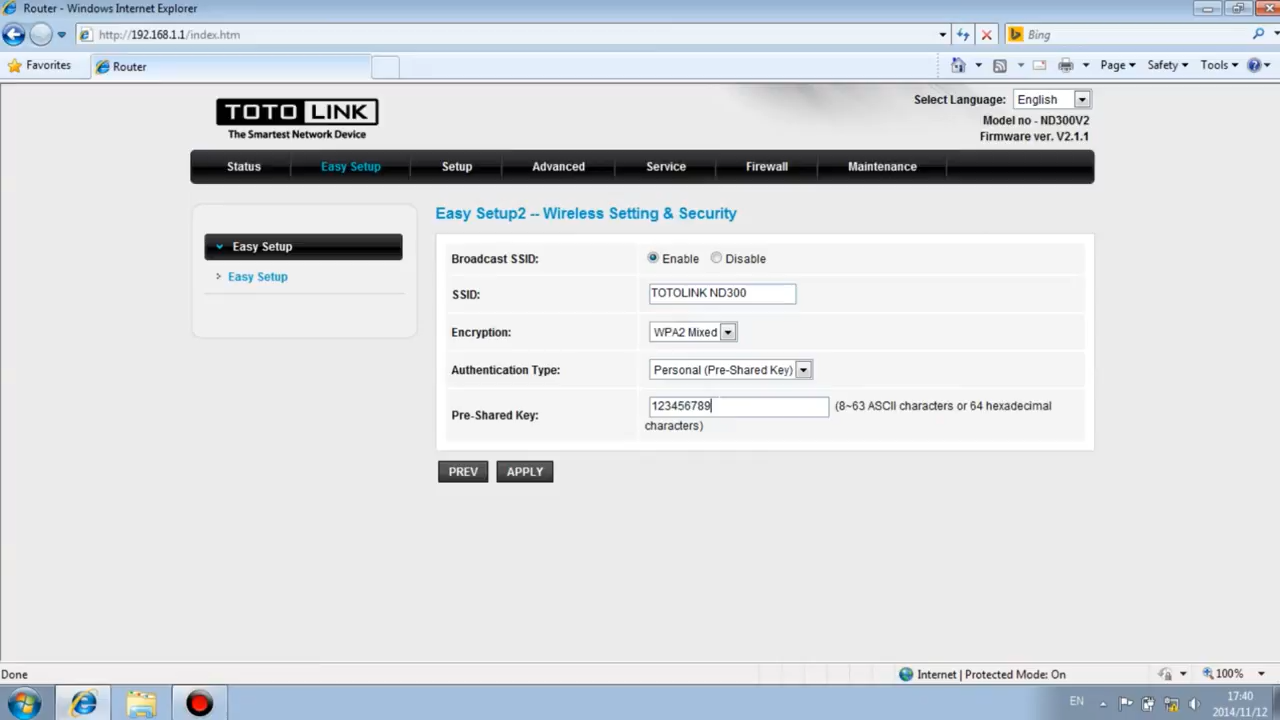 Router - Windows Internet Explorer
http://192.168.1.1/index.htm
Bing
Favorites
Router
Page
Safety
Tools
TOTO LINK
The Smartest Network Device
Select Language: English
Model no - ND300V2
Firmware ver. V2.1.1
Status
Easy Setup
Setup
Advanced
Service
Firewall
Maintenance
Easy Setup
Easy Setup
Easy Setup2 -- Wireless Setting & Security
Broadcast SSID: Enable Disable
SSID: TOTOLINK ND300
Encryption: WPA2 Mixed
Authentication Type: Personal (Pre-Shared Key)
Pre-Shared Key: 123456789 (8~63 ASCII characters or 64 hexadecimal
characters)
PREV APPLY
Done
Internet | Protected Mode: On
100%
EN
17:40
2014/11/12